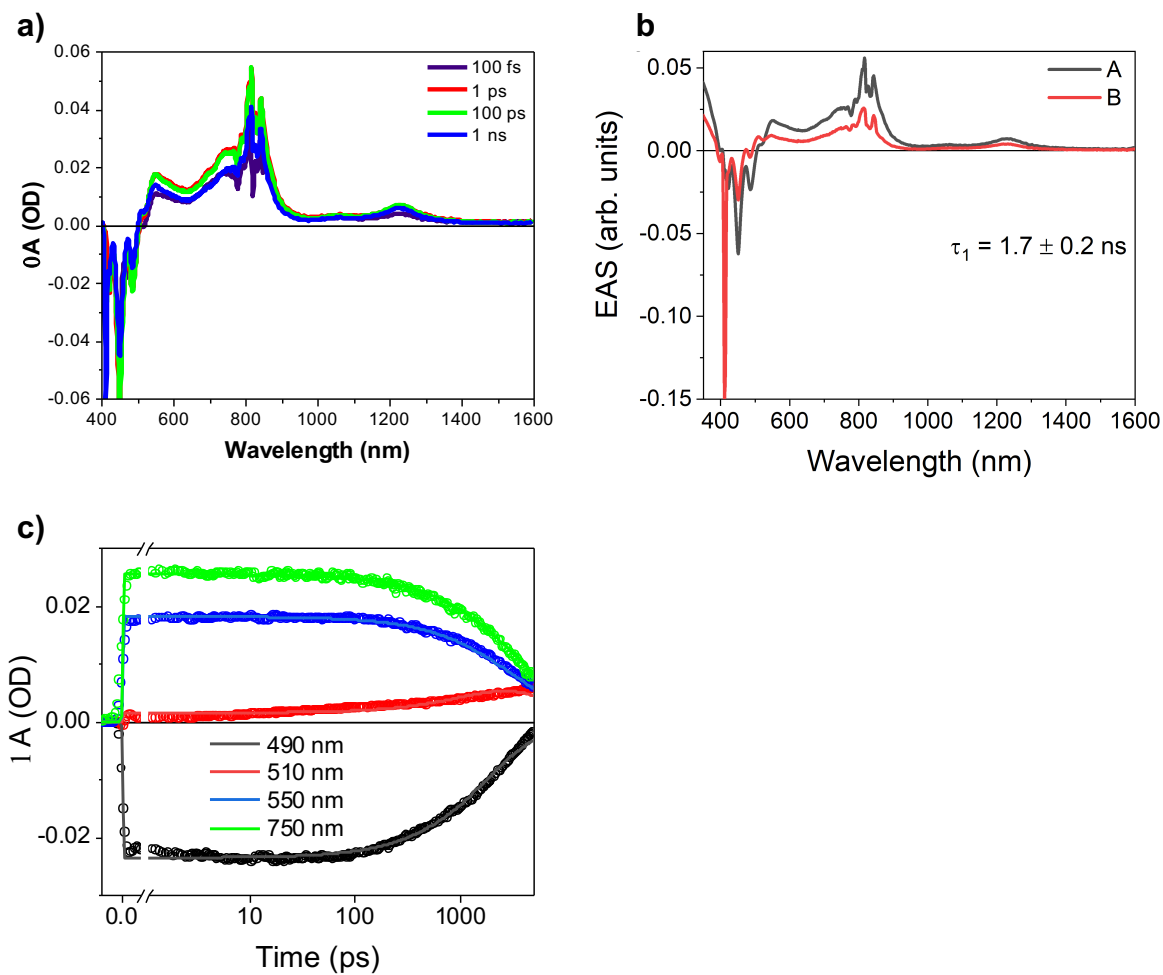 a)
0.06
0.04
0.02
0.00
-0.02
-0.04
-0.06
0A (OD)
100 fs
1 ps
100 ps
1 ns
400 600 800 1000 1200 1400 1600
Wavelength (nm)
b
0.05
0.00
-0.05
-0.10
-0.15
EAS (arb. units)
A
B
τ1 = 1.7 ± 0.2 ns
400 600 800 1000 1200 1400 1600
Wavelength (nm)
c)
0.02
0.00
-0.02
1 A (OD)
490 nm
510 nm
550 nm
750 nm
0.0 10 100 1000
Time (ps)